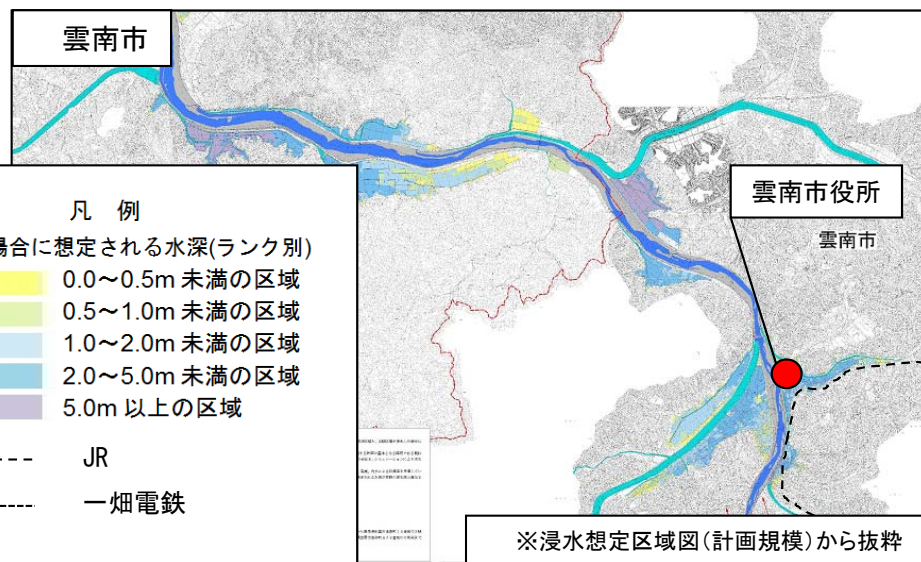 雲南市
雲南市役所
雲南市
凡 例
場合に想定される水深(ランク別)
0.0~0.5m 未満の区域
0.5~1.0m 未満の区域
1.0~2.0m 未満の区域
2.0~5.0m 未満の区域
5.0m 以上の区域
JR
一畑電鉄
※浸水想定区域図(計画規模)から抜粋